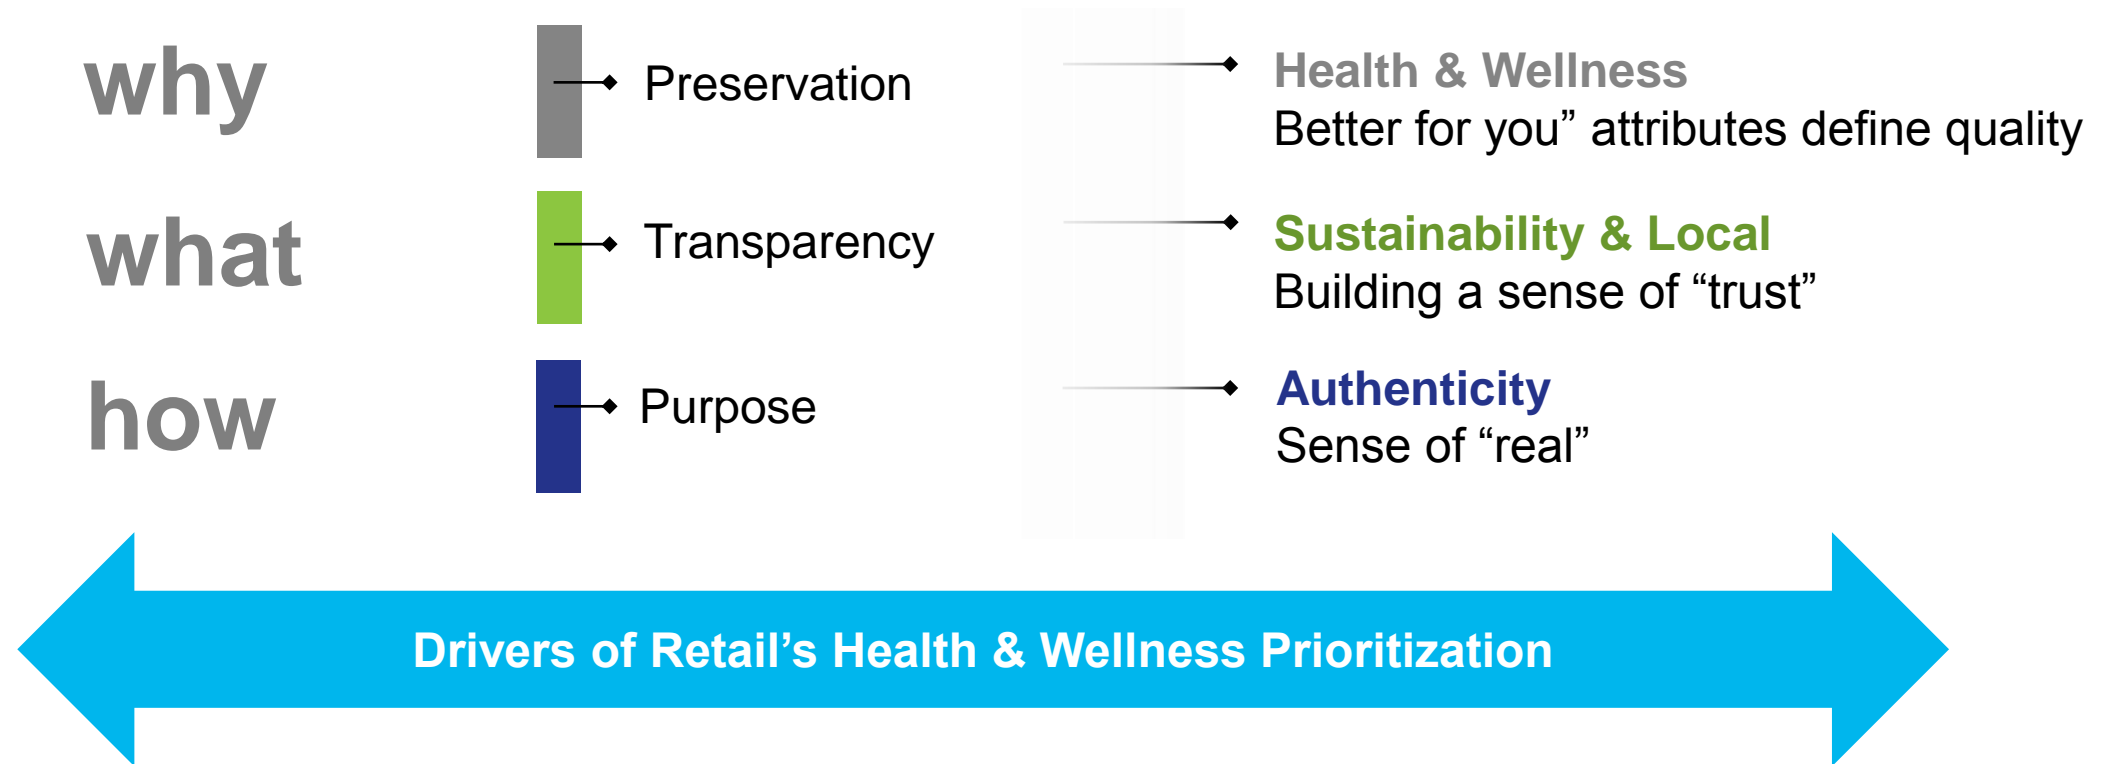 why
Preservation
Health & Wellness
Better for you” attributes define quality
what
Transparency
Sustainability & Local
Building a sense of “trust”
how
Purpose
Authenticity
Sense of “real”
Drivers of Retail’s Health & Wellness Prioritization